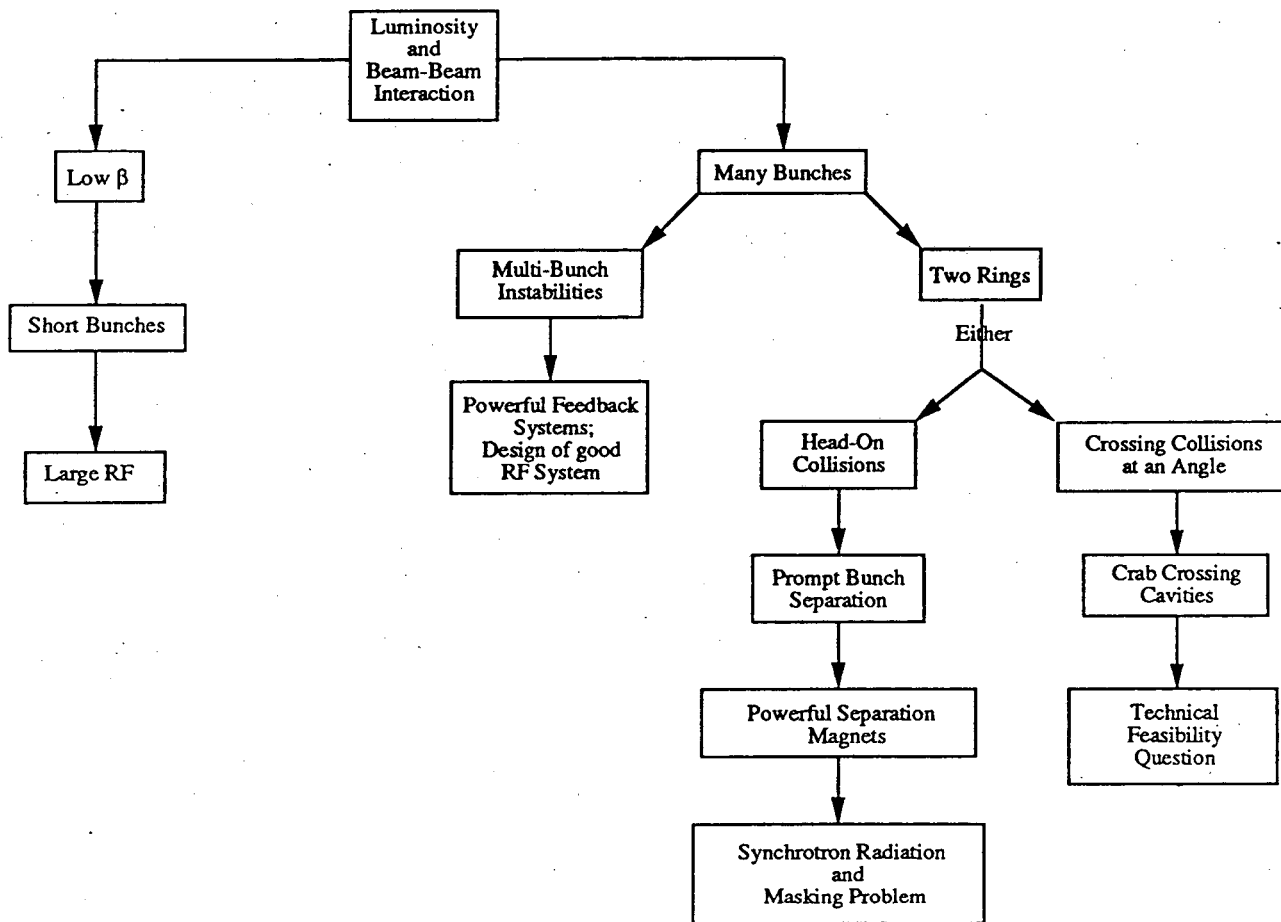 Luminosity
and
Beam-Beam
Interaction
Low β
Many Bunches
Multi-Bunch
Instabilities
Two Rings
Short Bunches
Either
Powerful Feedback
Systems;
Design of good
RF System
Head-On
Collisions
Crossing Collisions
at an Angle
Large RF
Prompt Bunch
Separation
Crab Crossing
Cavities
Powerful Separation
Magnets
Technical
Feasibility
Question
Synchrotron Radiation
and
Masking Problem